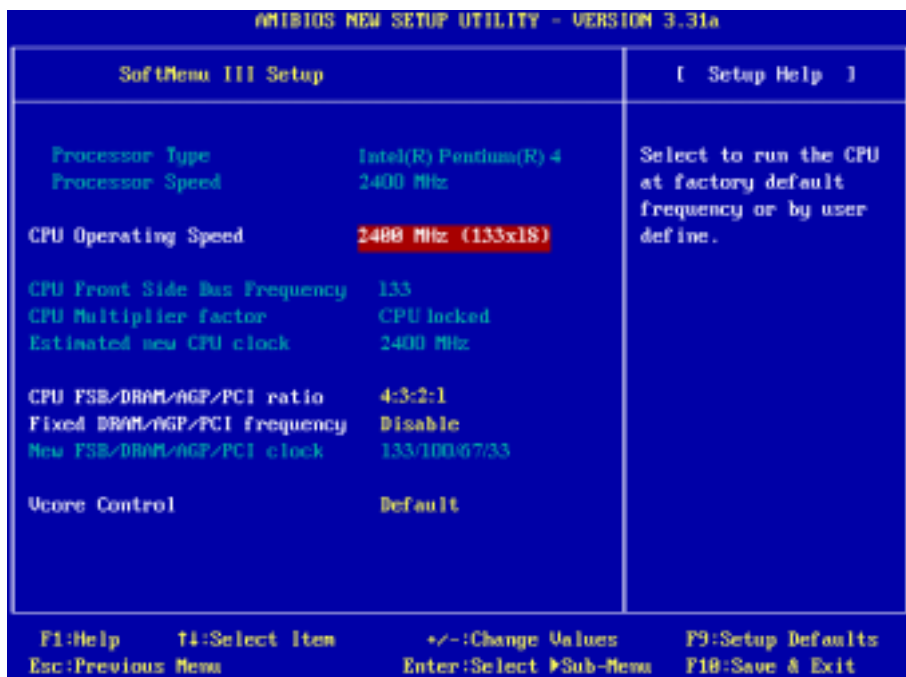 AMIBIOS NEW SETUP UTILITY - VERSION 3.31a
SoftMenu III Setup
[ Setup Help ]
Processor Type Intel(R) Pentium(R) 4
Processor Speed 2400 MHz
CPU Operating Speed 2400 MHz (133x18)
CPU Front Side Bus Frequency 133
CPU Multiplier factor CPU locked
Estimated new CPU clock 2400 MHz
CPU FSB/DRAM/AGP/PCI ratio 4:3:2:1
Fixed DRAM/AGP/PCI frequency Disable
New FSB/DRAM/AGP/PCI clock 133/100/67/33
Vcore Control Default
Select to run the CPU
at factory default
frequency or by user
define.
F1:Help ↑↓:Select Item +/-:Change Values F9:Setup Defaults
Esc:Previous Menu Enter:Select ▶Sub-Menu F10:Save & Exit